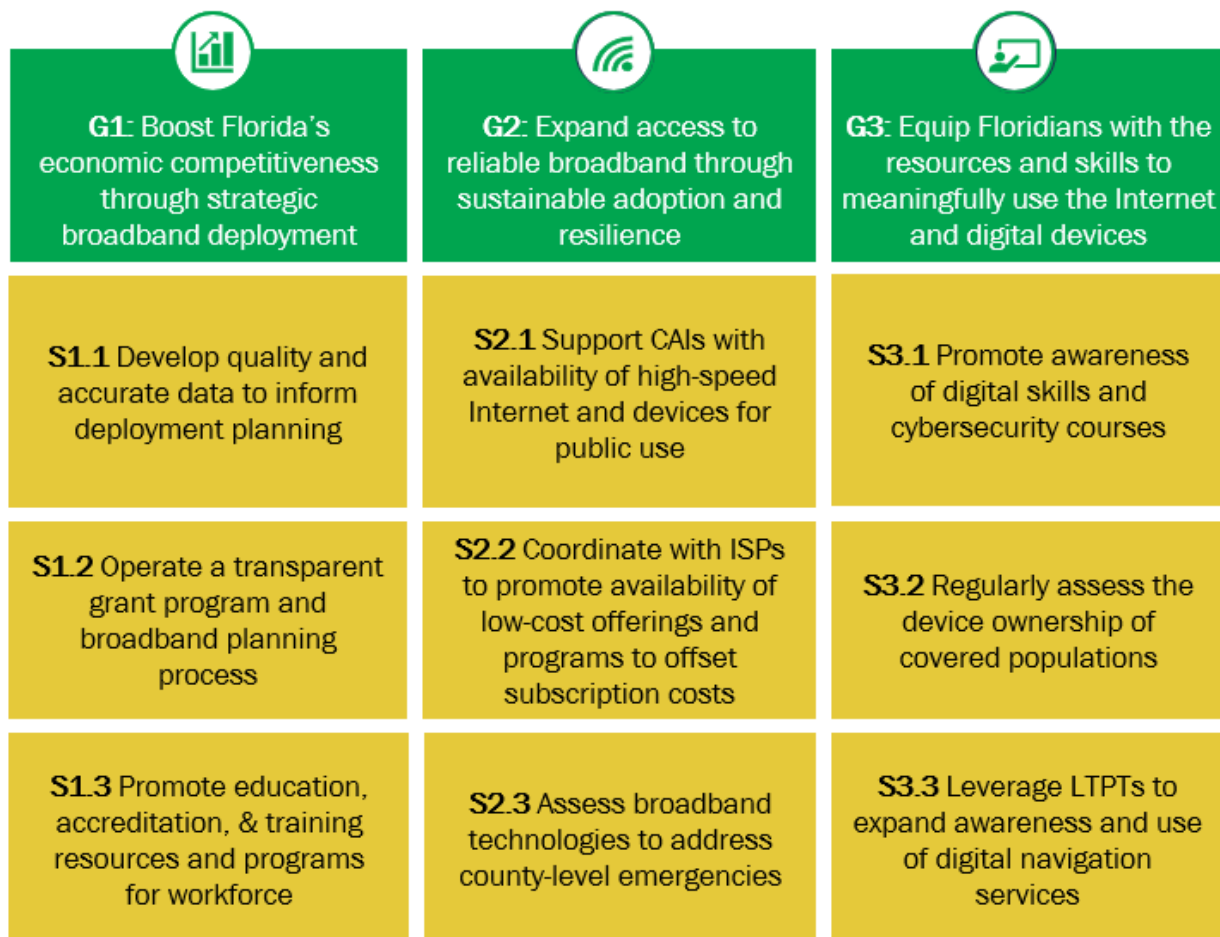 G1: Boost Florida's
economic competitiveness
through strategic
broadband deployment
G2: Expand access to
reliable broadband through
sustainable adoption and
resilience
G3: Equip Floridians with the
resources and skills to
meaningfully use the Internet
and digital devices
S1.1 Develop quality and
accurate data to inform
deployment planning
S2.1 Support CAIs with
availability of high-speed
Internet and devices for
public use
S3.1 Promote awareness
of digital skills and
cybersecurity courses
S1.2 Operate a transparent
grant program and
broadband planning
process
S2.2 Coordinate with ISPs
to promote availability of
low-cost offerings and
programs to offset
subscription costs
S3.2 Regularly assess the
device ownership of
covered populations
S1.3 Promote education,
accreditation, & training
resources and programs
for workforce
S2.3 Assess broadband
technologies to address
county-level emergencies
S3.3 Leverage LTPTs to
expand awareness and use
of digital navigation
services